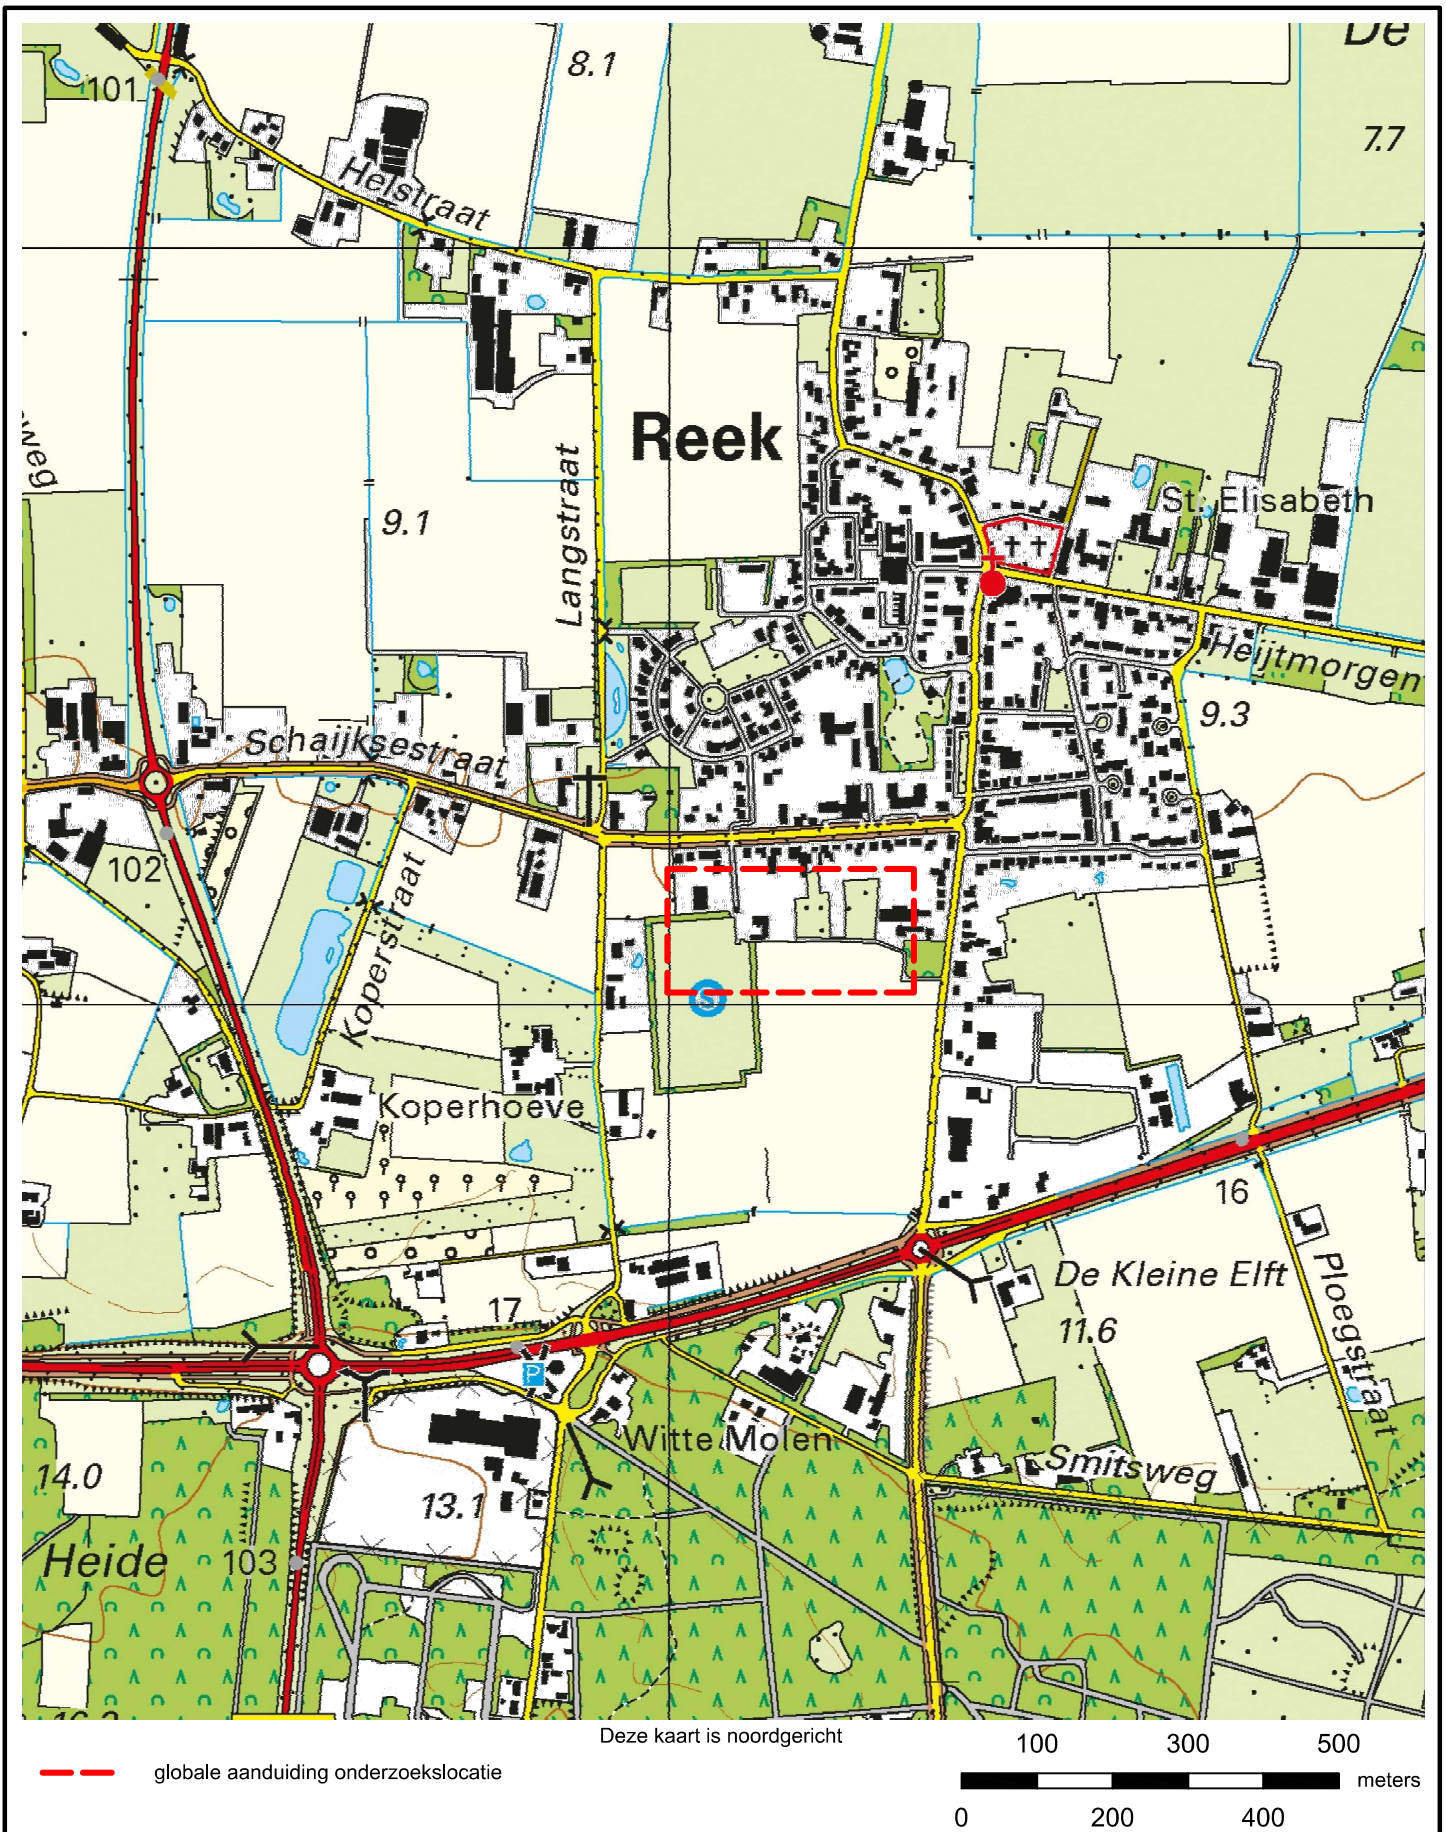 De
8.1
101
7.7
Helstraat
Reek
weg
Langstraat
St. Elisabeth
9.1
Heijtmorgen
9.3
Schaijksestraat
102
Koperstraat
S
Koperhoeve
16
De Kleine Elft
17
11.6
Ploegstraat
P
Witte Molen
Smitsweg
14.0
13.1
Heide
103
Deze kaart is noordgericht
100 300 500
globale aanduiding onderzoekslocatie
meters
0 200 400